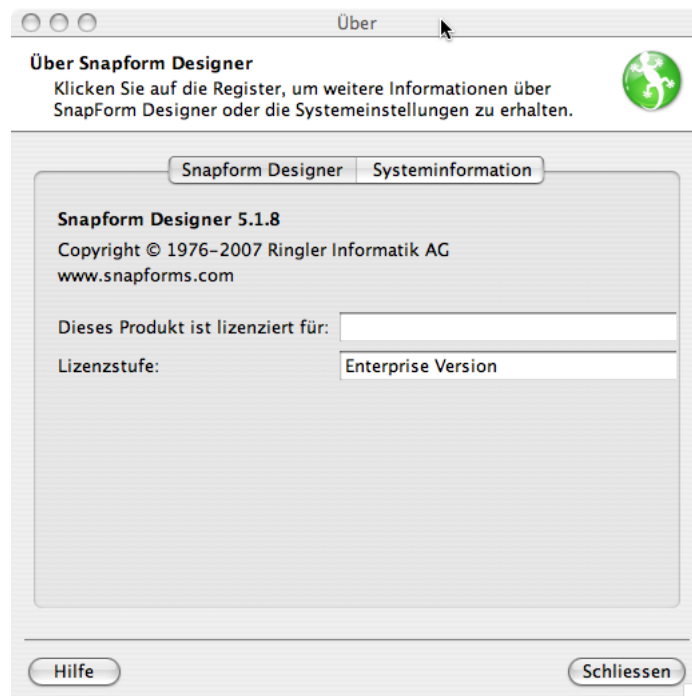 Über
Über Snapform Designer
Klicken Sie auf die Register, um weitere Informationen über
SnapForm Designer oder die Systemeinstellungen zu erhalten.
Snapform Designer Systeminformation
Snapform Designer 5.1.8
Copyright © 1976–2007 Ringler Informatik AG
www.snapforms.com
Dieses Produkt ist lizenziert für:
Lizenzstufe: Enterprise Version
Hilfe Schliessen